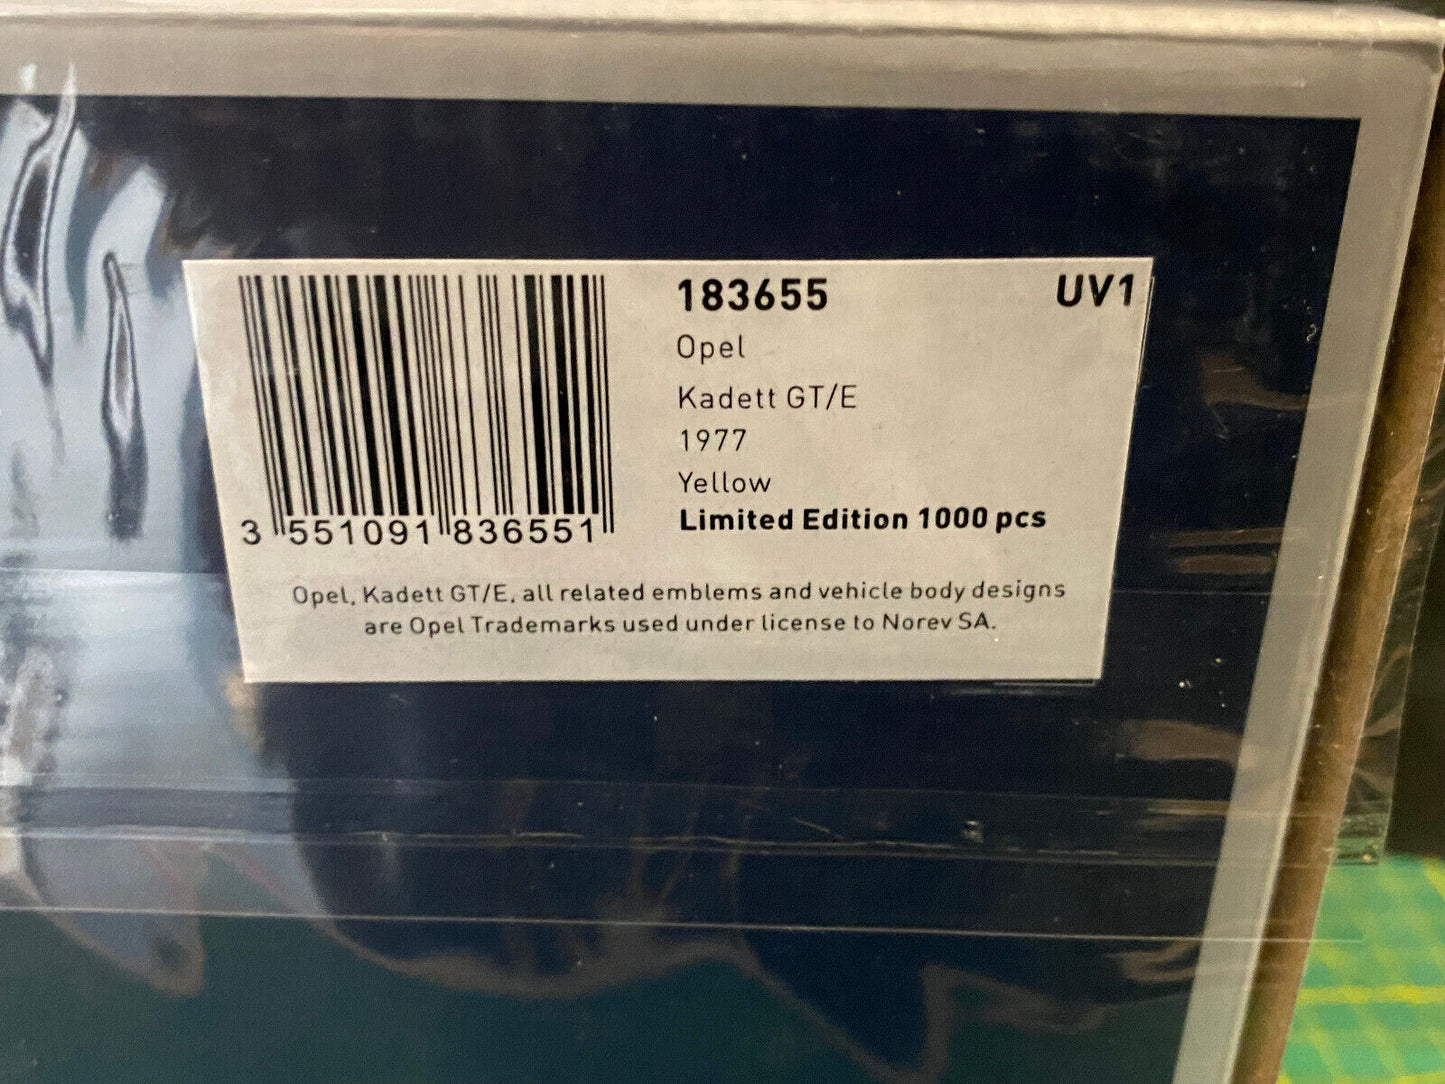 183655 UV1
Opel
Kadett GT/E
1977
Yellow
Limited Edition 1000 pcs
3 551091 836551
Opel, Kadett GT/E, all related emblems and vehicle body designs
are Opel Trademarks used under license to Norev SA.